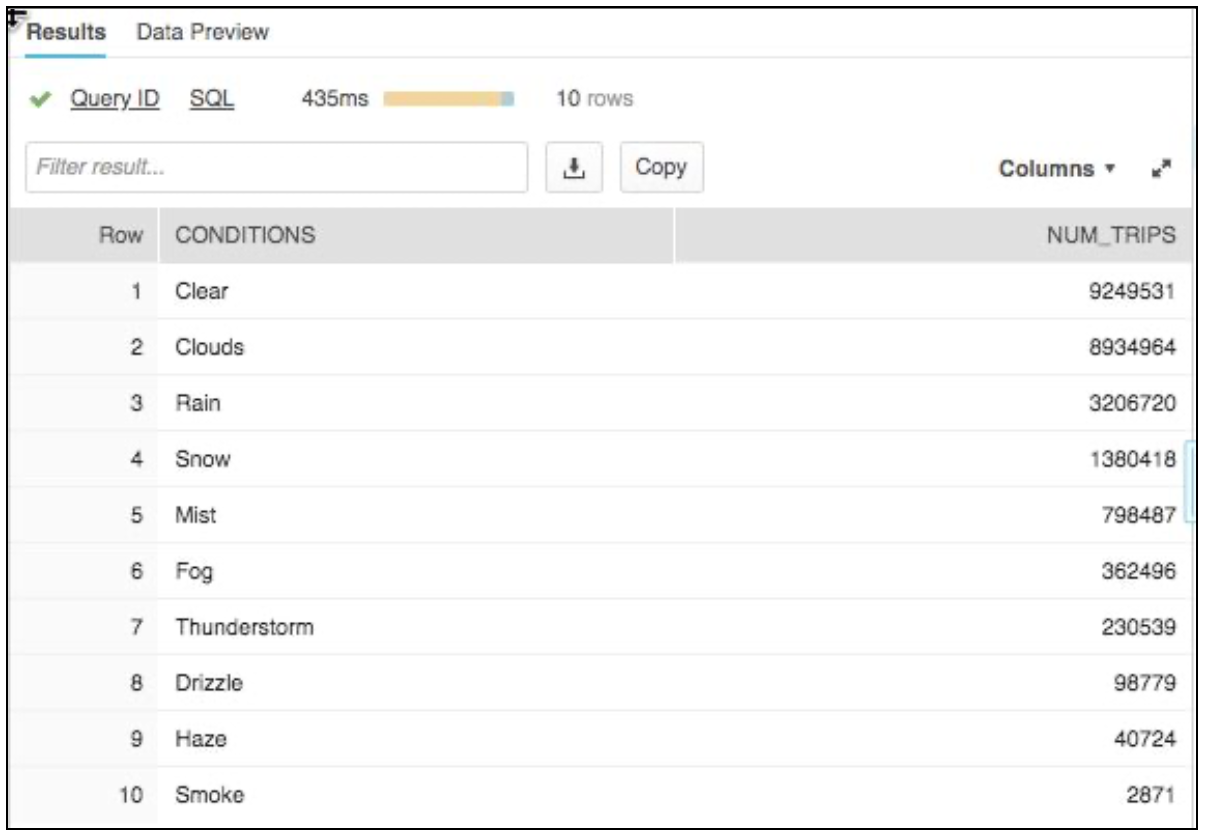 Results Data Preview
Query ID SQL 435ms 10 rows
Filter result... Copy Columns
Row CONDITIONS NUM_TRIPS
1 Clear 9249531
2 Clouds 8934964
3 Rain 3206720
4 Snow 1380418
5 Mist 798487
6 Fog 362496
7 Thunderstorm 230539
8 Drizzle 98779
9 Haze 40724
10 Smoke 2871